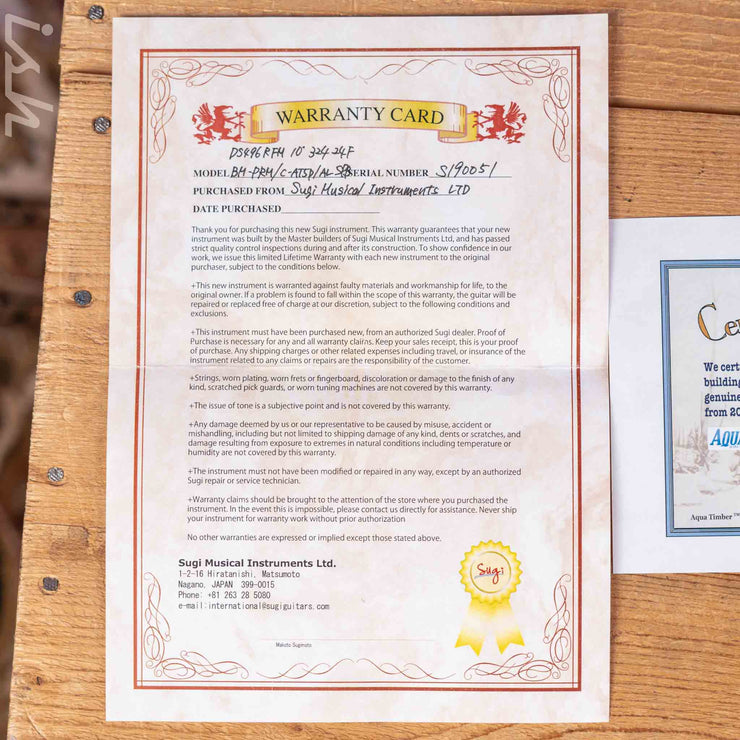 ish
WARRANTY CARD
DS496RFM 10° 324 24F
MODEL BM-PRM/C-ATSP/AL SERIAL NUMBER S19005/
PURCHASED FROM Sugi Musical Instruments LTD
DATE PURCHASED
Thank you for purchasing this new Sugi instrument. This warranty guarantees that your new
instrument was built by the Master builders of Sugi Musical Instruments Ltd, and has passed
strict quality control inspections during and after its construction. To show confidence in our
work, we issue this limited Lifetime Warranty with each new instrument to the original
purchaser, subject to the conditions below.
+This new instrument is warranted against faulty materials and workmanship for life, to the
original owner. If a problem is found to fall within the scope of this warranty, the guitar will be
repaired or replaced free of charge at our discretion, subject to the following conditions and
exclusions.
+This instrument must have been purchased new, from an authorized Sugi dealer. Proof of
Purchase is necessary for any and all warranty claims. Keep your sales receipt, this is your proof
of purchase. Any shipping charges or other related expenses including travel, or insurance of the
instrument related to any claims or repairs are the responsibility of the customer.
+Strings, worn plating, worn frets or fingerboard, discoloration or damage to the finish of any
kind, scratched pick guards, or worn tuning machines are not covered by this warranty.
+The issue of tone is a subjective point and is not covered by this warranty.
+Any damage deemed by us or our representative to be caused by misuse, accident or
mishandling, including but not limited to shipping damage of any kind, dents or scratches, and
damage resulting from exposure to extremes in natural conditions including temperature or
humidity are not covered by this warranty.
+The instrument must not have been modified or repaired in any way, except by an authorized
Sugi repair or service technician.
+Warranty claims should be brought to the attention of the store where you purchased the
instrument. In the event this is impossible, please contact us directly for assistance. Never ship
your instrument for warranty work without prior authorization
No other warranties are expressed or implied except those stated above.
Sugi Musical Instruments Ltd.
1-2-16 Hiratanishi, Matsumoto
Nagano, JAPAN 399-0015
Phone: +81 263 28 5080
e-mail:international@sugiguitars.com
Sugi
Makoto Sugimoto
Cer
We cert
building
genuine
from 20
AQUA
Aqua Timber™